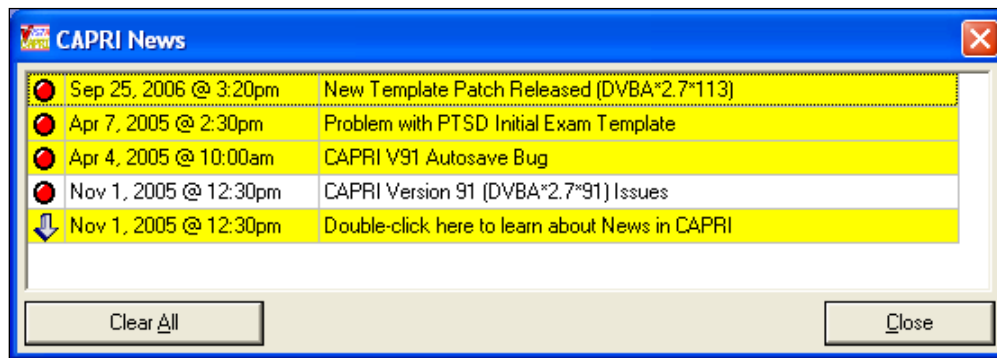 CAPRI News
Sep 25, 2006 @ 3:20pm New Template Patch Released (DVBA*2.7*113)
Apr 7, 2005 @ 2:30pm Problem with PTSD Initial Exam Template
Apr 4, 2005 @ 10:00am CAPRI V91 Autosave Bug
Nov 1, 2005 @ 12:30pm CAPRI Version 91 (DVBA*2.7*91) Issues
Nov 1, 2005 @ 12:30pm Double-click here to learn about News in CAPRI
Clear All Close